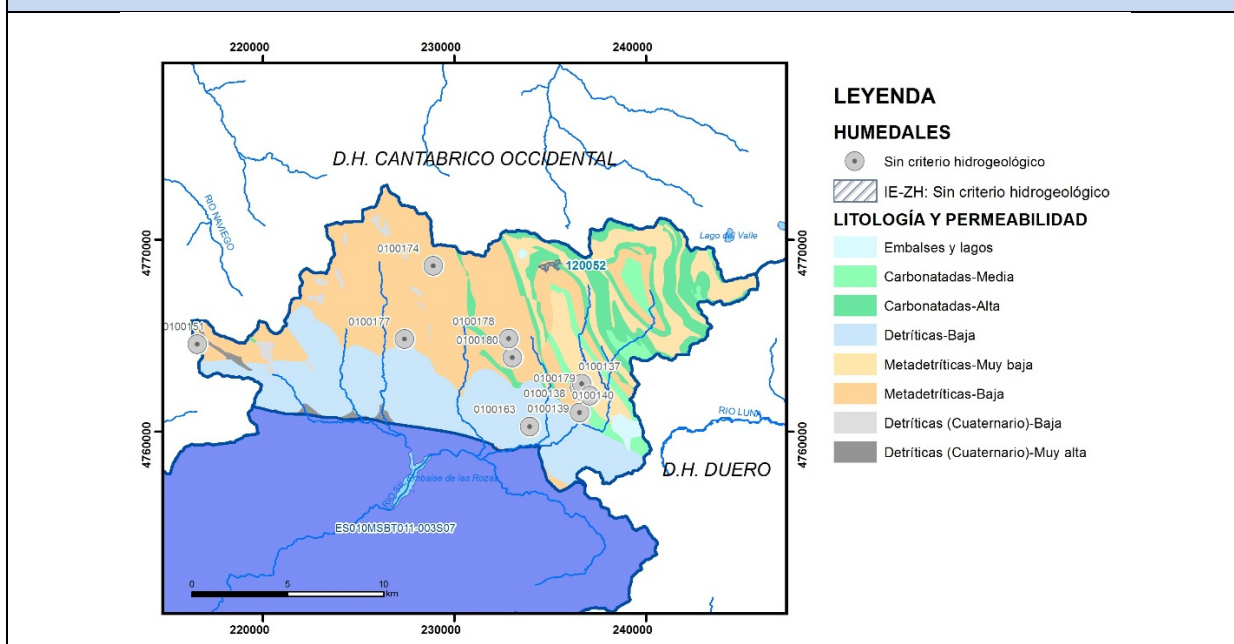 220000
230000
240000
D.H. CANTABRICO OCCIDENTAL
RIO NAVIEGO
Lago del Valle
4770000
4770000
0100174
120052
0100151
0100177
0100178
0100180
0100137
0100179
0100138
0100140
0100163
0100139
RIO LUNA
4760000
4760000
D.H. DUERO
RIO SIL
Embalse de las Rozas
ES010MSBT011-003S07
0
5
10
km
220000
230000
240000
LEYENDA
HUMEDALES
Sin criterio hidrogeológico
IE-ZH: Sin criterio hidrogeológico
LITOLOGÍA Y PERMEABILIDAD
Embalses y lagos
Carbonatadas-Media
Carbonatadas-Alta
Detríticas-Baja
Metadetríticas-Muy baja
Metadetríticas-Baja
Detríticas (Cuaternario)-Baja
Detríticas (Cuaternario)-Muy alta